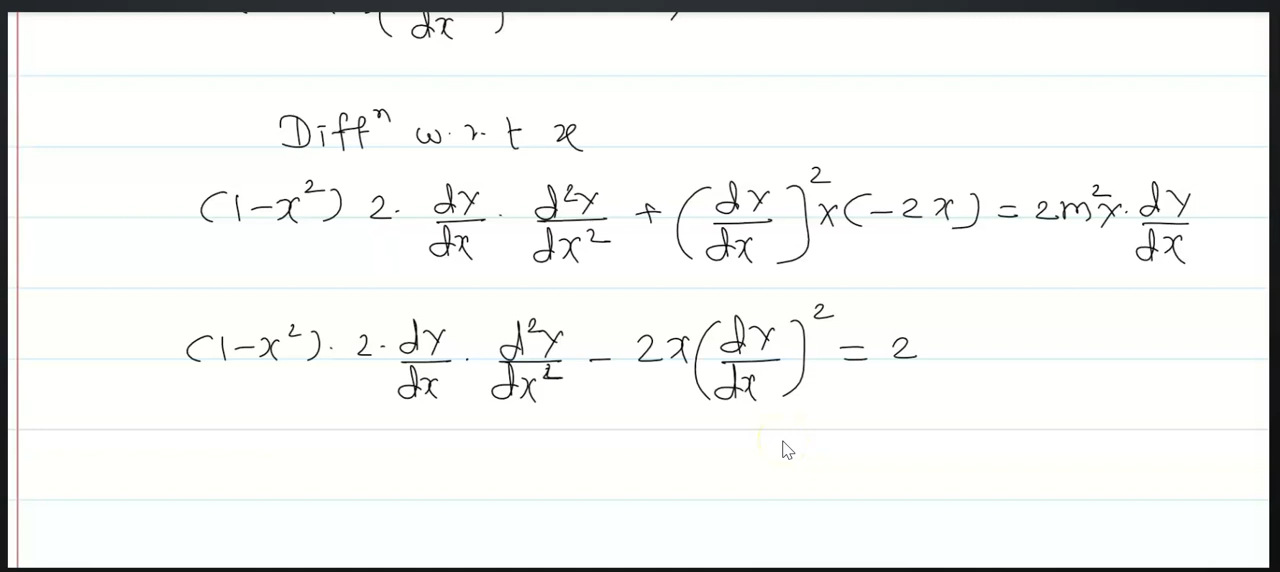 ( dx )
Diffⁿ w.r.t x
(1-x²) 2. dy/dx . d²y/dx² + (dy/dx)² x (-2x) = 2m²y. dy/dx
(1-x²). 2. dy/dx . d²y/dx² - 2x (dy/dx)² = 2